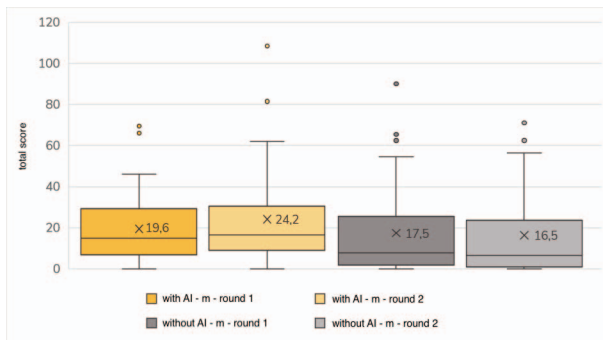 120
100
80
60
40
20
0
total score
19,6
24,2
17,5
16,5
with AI - m - round 1
with AI - m - round 2
without AI - m - round 1
without AI - m - round 2